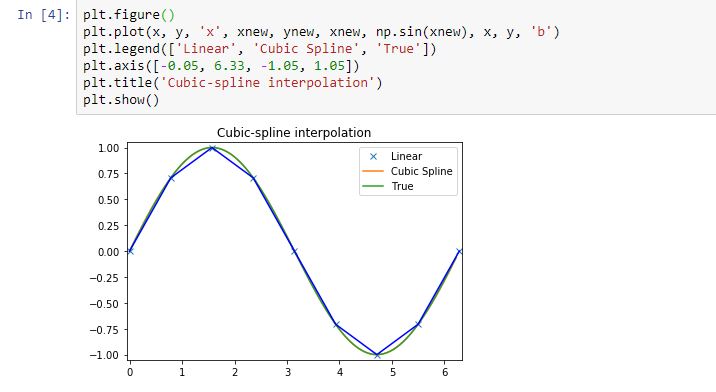 In [4]: plt.figure()
plt.plot(x, y, 'x', xnew, ynew, xnew, np.sin(xnew), x, y, 'b')
plt.legend(['Linear', 'Cubic Spline', 'True'])
plt.axis([-0.05, 6.33, -1.05, 1.05])
plt.title('Cubic-spline interpolation')
plt.show()
Cubic-spline interpolation
Linear
Cubic Spline
True
1.00
0.75
0.50
0.25
0.00
−0.25
−0.50
−0.75
−1.00
0 1 2 3 4 5 6